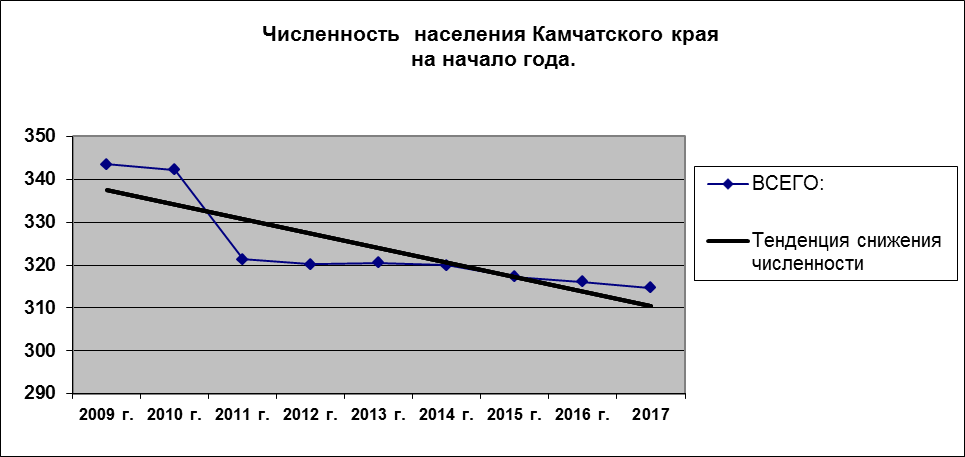 Численность населения Камчатского края
на начало года.
350
340
330
320
310
300
290
2009 г. 2010 г. 2011 г. 2012 г. 2013 г. 2014 г. 2015 г. 2016 г. 2017
ВСЕГО:
Тенденция снижения
численности